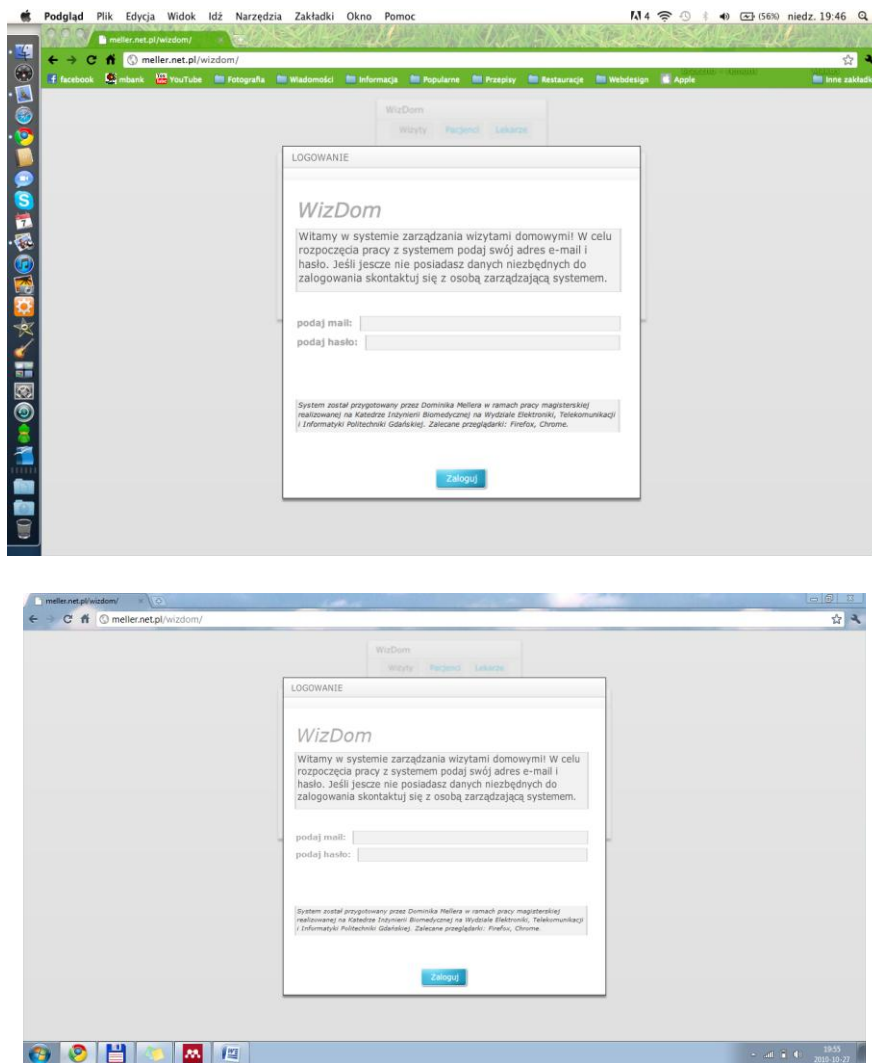 Podgląd Plik Edycja Widok Idź Narzędzia Zakładki Okno Pomoc 4 (56%) niedz. 19:46
meller.net.pl/wizdom/
meller.net.pl/wizdom/
facebook mbank YouTube Fotografia Wiadomości Informacja Popularne Przepisy Restauracje Webdesign Apple Inne zakładki
WizDom
Wizyty Pacjenci Lekarze
LOGOWANIE
WizDom
Witamy w systemie zarządzania wizytami domowymi! W celu
rozpoczęcia pracy z systemem podaj swój adres e-mail i
hasło. Jeśli jescze nie posiadasz danych niezbędnych do
zalogowania skontaktuj się z osobą zarządzającą systemem.
podaj mail:
podaj hasło:
System został przygotowany przez Dominika Mellera w ramach pracy magisterskiej
realizowanej na Katedrze Inżynierii Biomedycznej na Wydziale Elektroniki, Telekomunikacji
i Informatyki Politechniki Gdańskiej. Zalecane przeglądarki: Firefox, Chrome.
Zaloguj
meller.net.pl/wizdom/
meller.net.pl/wizdom/
WizDom
Wizyty Pacjenci Lekarze
LOGOWANIE
WizDom
Witamy w systemie zarządzania wizytami domowymi! W celu
rozpoczęcia pracy z systemem podaj swój adres e-mail i
hasło. Jeśli jescze nie posiadasz danych niezbędnych do
zalogowania skontaktuj się z osobą zarządzającą systemem.
podaj mail:
podaj hasło:
System został przygotowany przez Dominika Mellera w ramach pracy magisterskiej
realizowanej na Katedrze Inżynierii Biomedycznej na Wydziale Elektroniki, Telekomunikacji
i Informatyki Politechniki Gdańskiej. Zalecane przeglądarki: Firefox, Chrome.
Zaloguj
19:55
2010-10-27